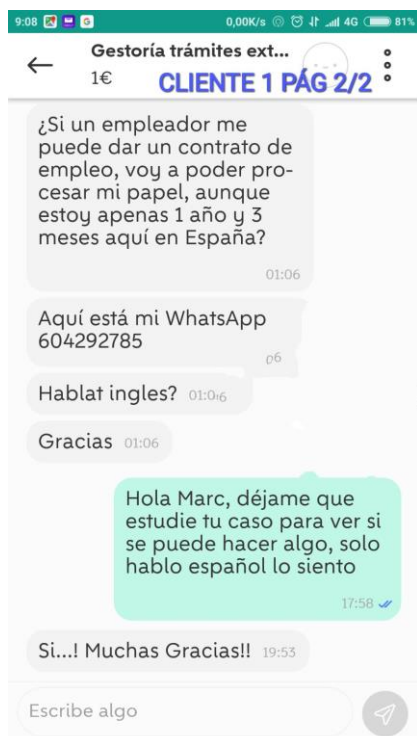 9:08 0,00K/s 4G 81%
Gestoría trámites ext...
1€
CLIENTE 1 PÁG 2/2
¿Si un empleador me
puede dar un contrato de
empleo, voy a poder pro-
cesar mi papel, aunque
estoy apenas 1 año y 3
meses aquí en España?
01:06
Aquí está mi WhatsApp
604292785
06
Hablat ingles? 01:06
Gracias 01:06
Hola Marc, déjame que
estudie tu caso para ver si
se puede hacer algo, solo
hablo español lo siento
17:58
Si...! Muchas Gracias!! 19:53
Escribe algo